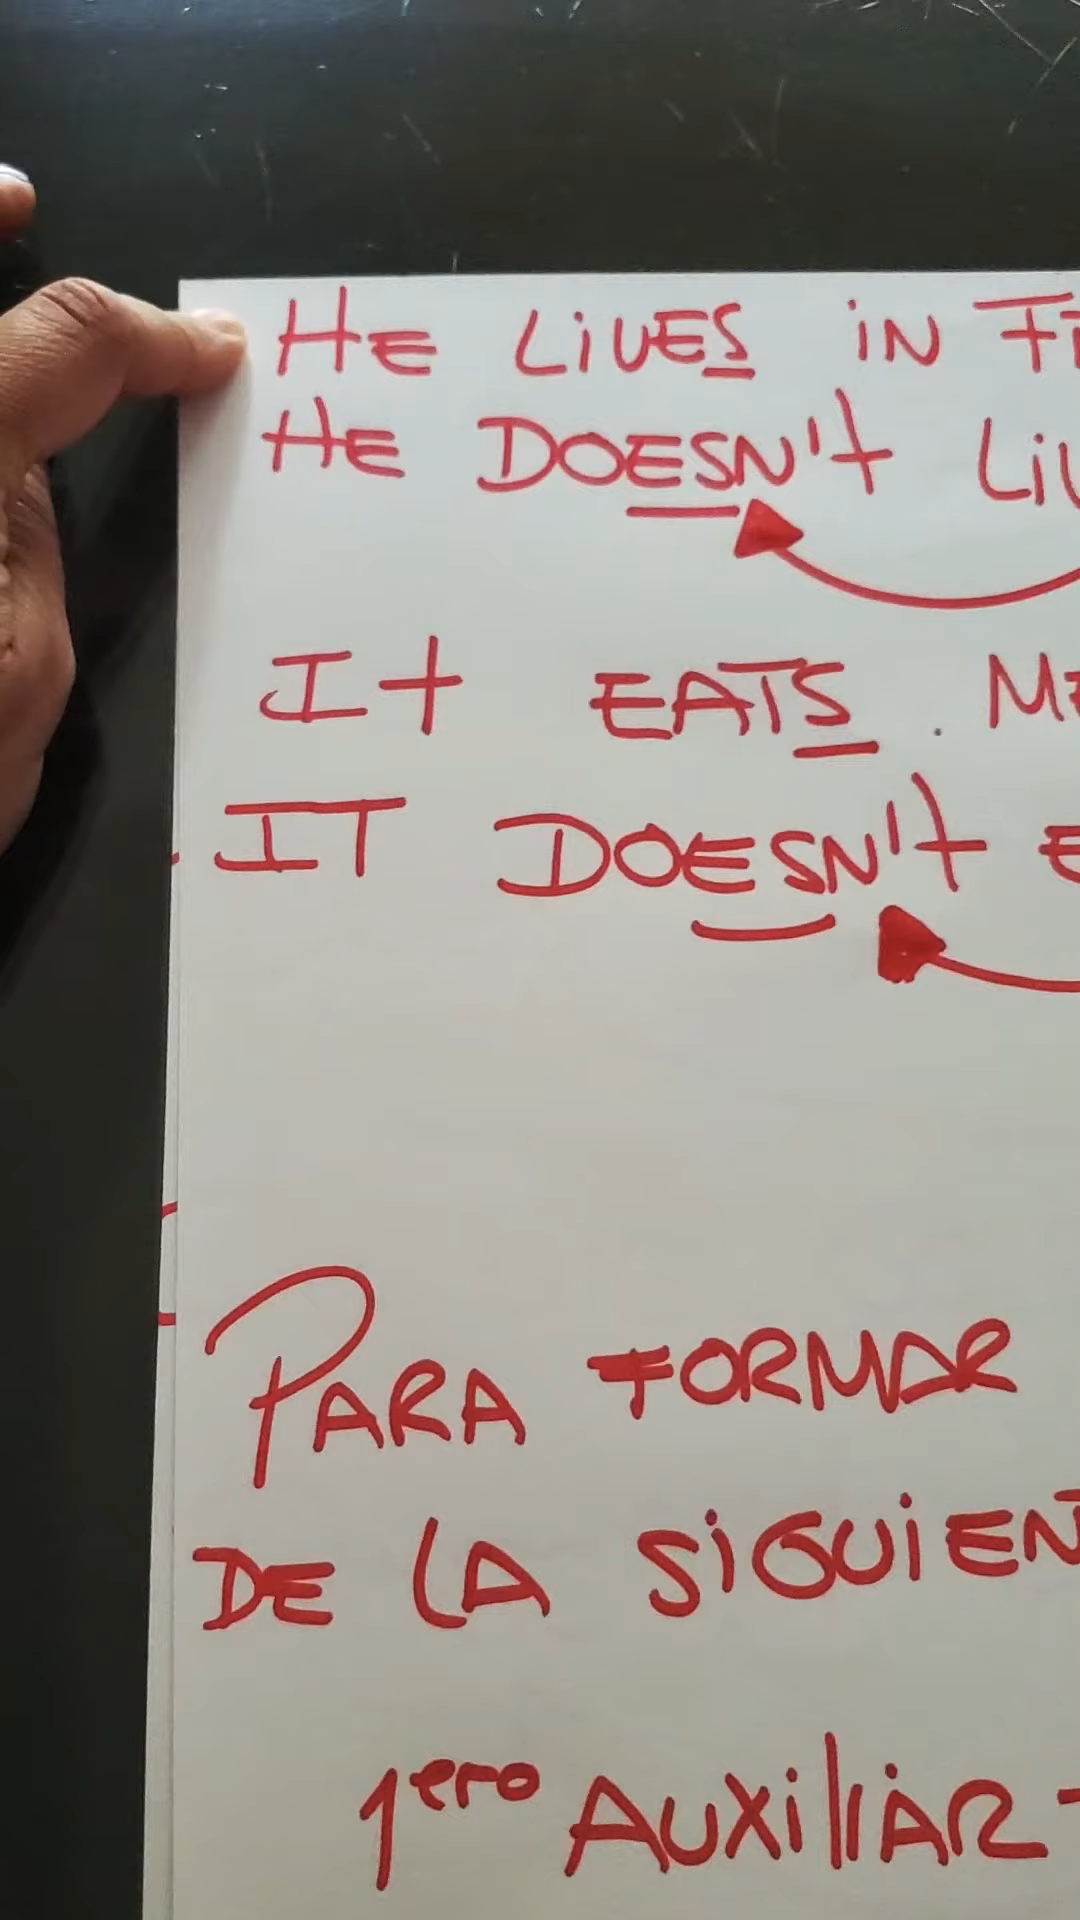 HE LiVES iN
HE DOESN't
It EATS.
IT DOESN't
PARA FORMAR
DE LA
1ero AUXiliAR